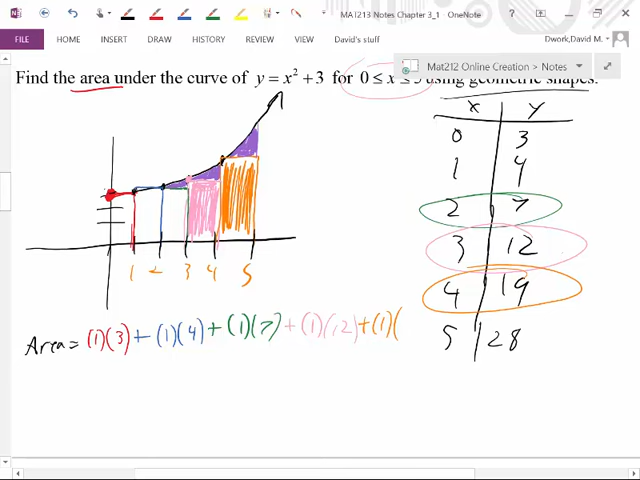 MAT213 Notes Chapter 3_1 - OneNote
FILE HOME INSERT DRAW HISTORY REVIEW VIEW David's stuff Dwork,David M.
Mat212 Online Creation > Notes
Find the area under the curve of y = x² + 3 for 0 ≤ x ≤ 5 using geometric shapes.
x y
0 3
1 4
2 7
3 12
4 19
5 28
1 2 3 4 5
Area = (1)(3) + (1)(4) + (1)(7) + (1)(12) + (1)(